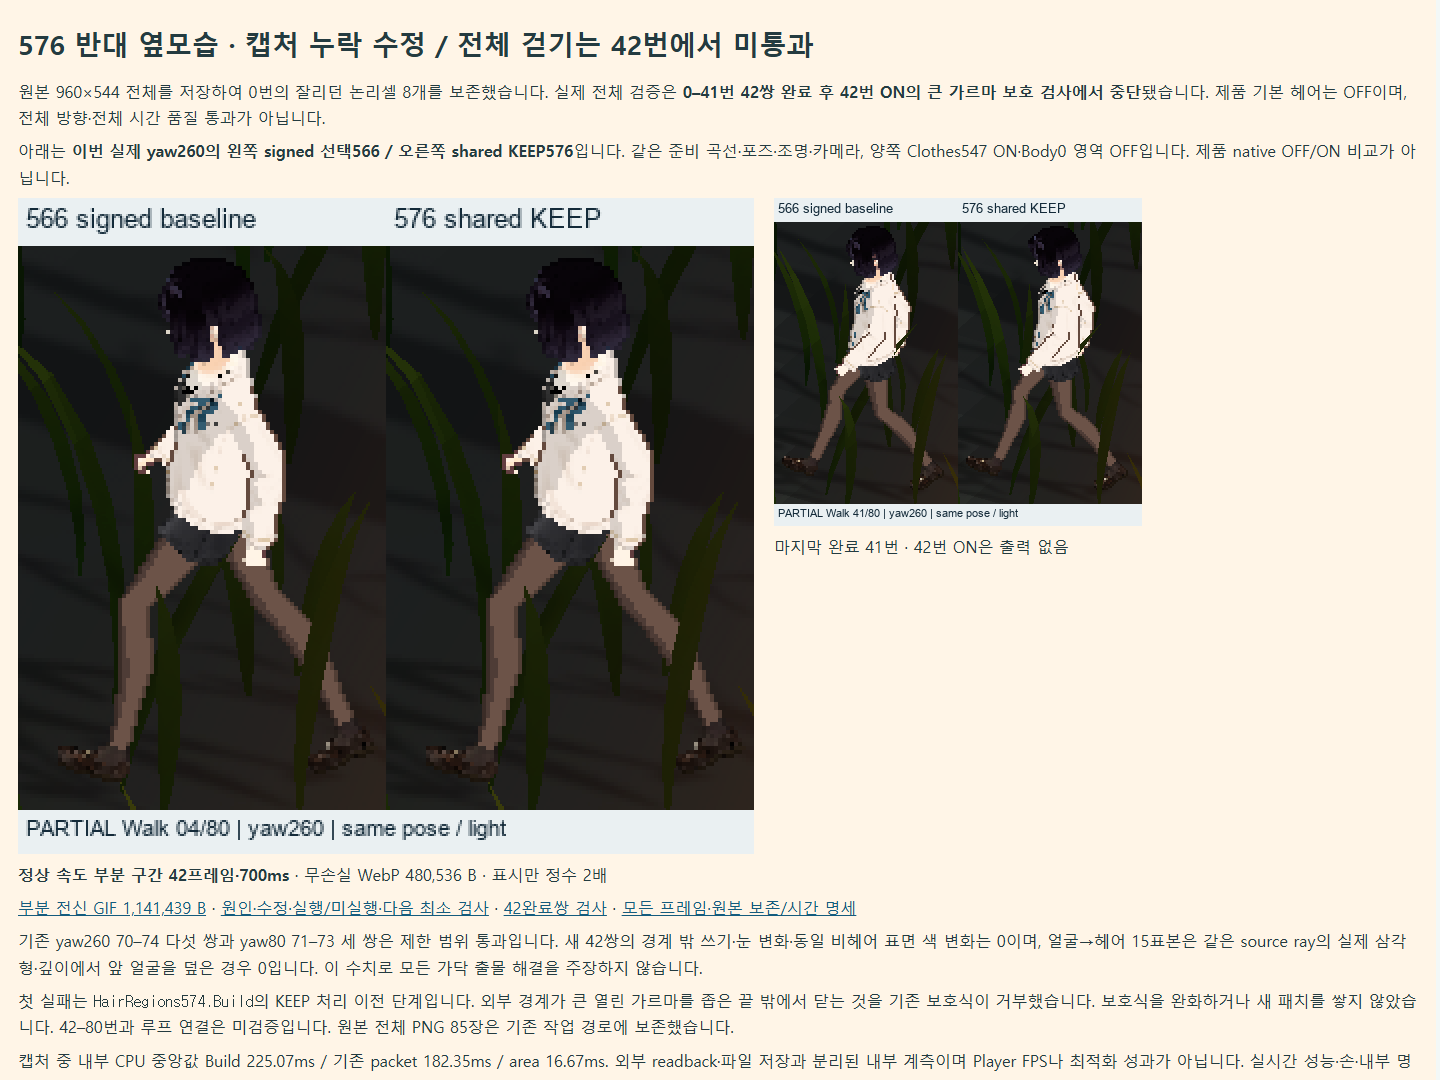 576 반대 옆모습 · 캡처 누락 수정 / 전체 걷기는 42번에서 미통과
원본 960×544 전체를 저장하여 0번의 잘리던 논리셀 8개를 보존했습니다. 실제 전체 검증은 0–41번 42쌍 완료 후 42번 ON의 큰 가르마 보호 검사에서 중단됐습니다. 제품 기본 헤어는 OFF이며,
전체 방향·전체 시간 품질 통과가 아닙니다.
아래는 이번 실제 yaw260의 왼쪽 signed 선택566 / 오른쪽 shared KEEP576입니다. 같은 준비 곡선·포즈·조명·카메라, 양쪽 Clothes547 ON·Body0 영역 OFF입니다. 제품 native OFF/ON 비교가 아
닙니다.
566 signed baseline 576 shared KEEP
PARTIAL Walk 04/80 | yaw260 | same pose / light
566 signed baseline 576 shared KEEP
PARTIAL Walk 41/80 | yaw260 | same pose / light
마지막 완료 41번 · 42번 ON은 출력 없음
정상 속도 부분 구간 42프레임·700ms · 무손실 WebP 480,536 B · 표시만 정수 2배
부분 전신 GIF 1,141,439 B · 원인·수정·실행/미실행·다음 최소 검사 · 42완료쌍 검사 · 모든 프레임·원본 보존/시간 명세
기존 yaw260 70–74 다섯 쌍과 yaw80 71–73 세 쌍은 제한 범위 통과입니다. 새 42쌍의 경계 밖 쓰기·눈 변화·동일 비헤어 표면 색 변화는 0이며, 얼굴→헤어 15표본은 같은 source ray의 실제 삼각
형·깊이에서 앞 얼굴을 덮은 경우 0입니다. 이 수치로 모든 가닥 출몰 해결을 주장하지 않습니다.
첫 실패는 HairRegions574.Build의 KEEP 처리 이전 단계입니다. 외부 경계가 큰 열린 가르마를 좁은 끝 밖에서 닫는 것을 기존 보호식이 거부했습니다. 보호식을 완화하거나 새 패치를 쌓지 않았습
니다. 42–80번과 루프 연결은 미검증입니다. 원본 전체 PNG 85장은 기존 작업 경로에 보존했습니다.
캡처 중 내부 CPU 중앙값 Build 225.07ms / 기존 packet 182.35ms / area 16.67ms. 외부 readback·파일 저장과 분리된 내부 계측이며 Player FPS나 최적화 성과가 아닙니다. 실시간 성능·손·내부 명